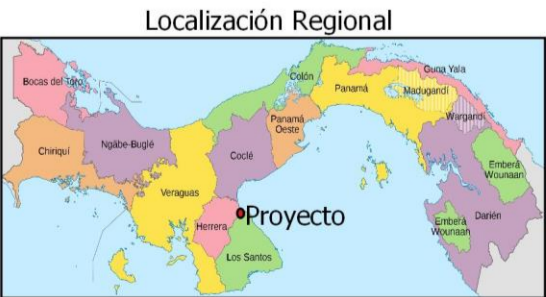 Localización Regional
Bocas del Toro
Colón
Guna Yala
Panamá
Madugandí
Wargandí
Panamá
Oeste
Chiriquí
Ngäbe-Buglé
Coclé
Emberá
Wounaan
Veraguas
Herrera
Proyecto
Emberá
Wounaan
Darién
Los Santos